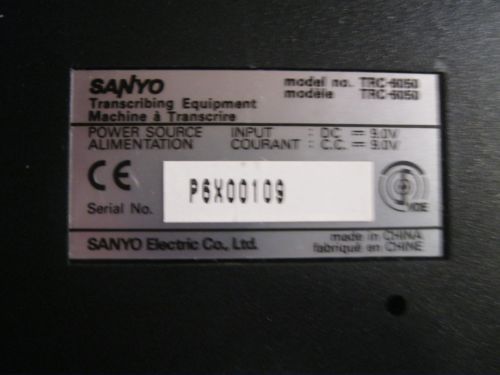 SANYO
model no. TRC-6050
modèle TRC-6050
Transcribing Equipment
Machine à Transcrire
POWER SOURCE INPUT : DC ⎓ 9.0V
ALIMENTATION COURANT : C.C. ⎓ 9.0V
CE
P6X00109
Serial No.
SANYO Electric Co., Ltd.
made in CHINA
fabriqué en CHINE